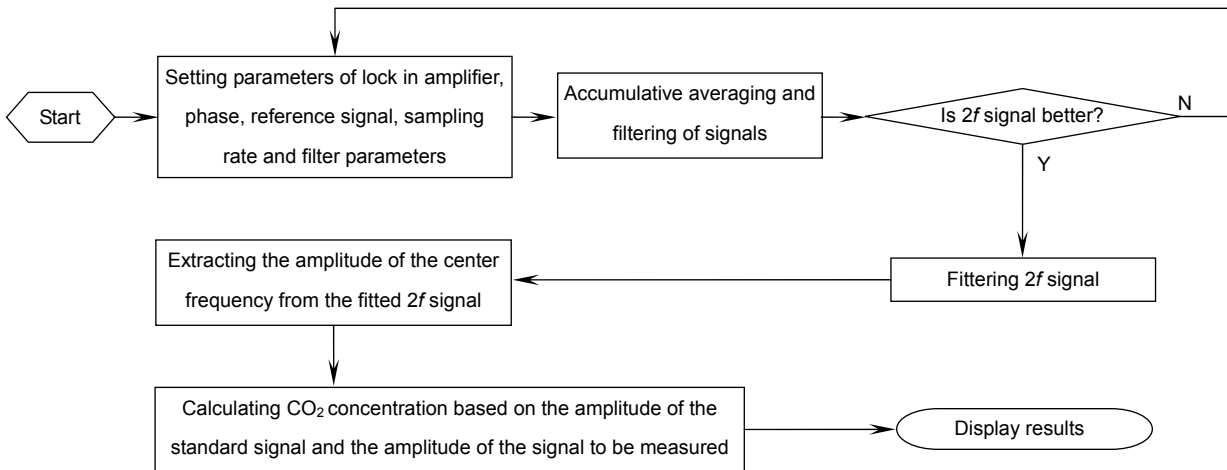 Start
Setting parameters of lock in amplifier,
phase, reference signal, sampling
rate and filter parameters
Accumulative averaging and
filtering of signals
Is 2f signal better?
N
Y
Fittering 2f signal
Extracting the amplitude of the center
frequency from the fitted 2f signal
Calculating CO₂ concentration based on the amplitude of the
standard signal and the amplitude of the signal to be measured
Display results